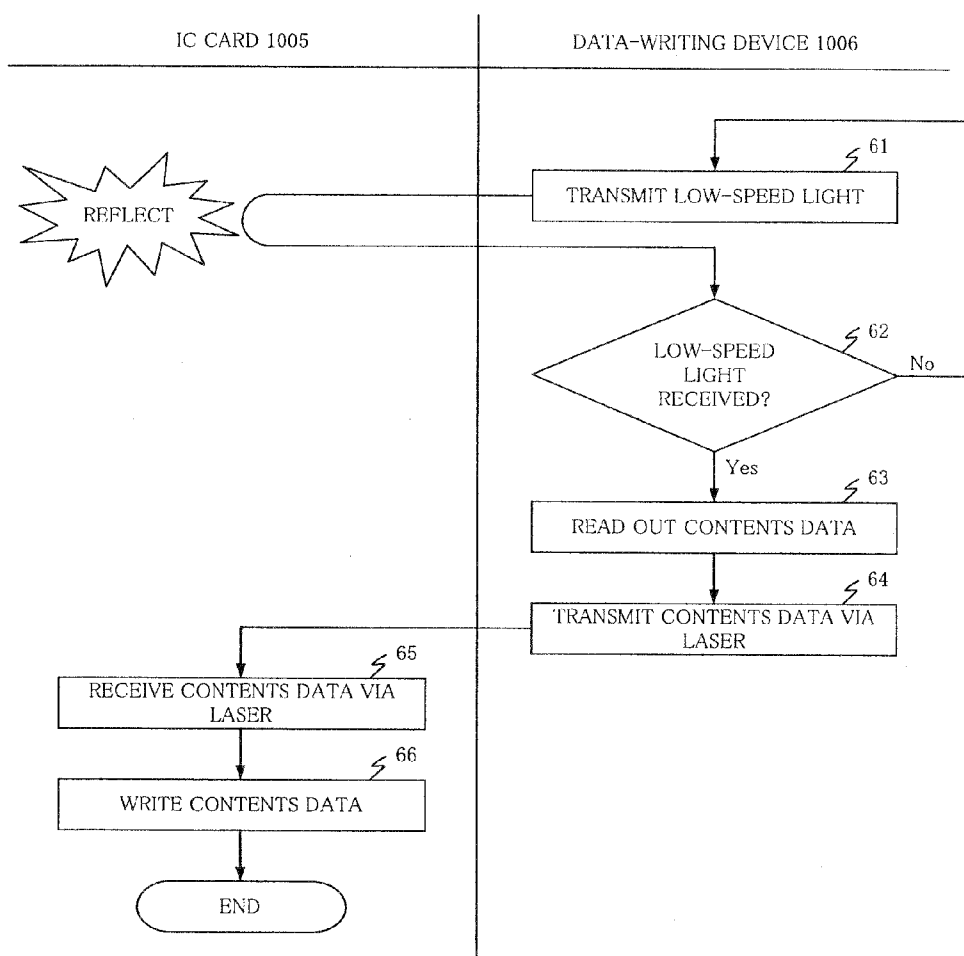 IC CARD 1005
DATA-WRITING DEVICE 1006
61
TRANSMIT LOW-SPEED LIGHT
REFLECT
62
LOW-SPEED
LIGHT
RECEIVED?
No
Yes
63
READ OUT CONTENTS DATA
64
TRANSMIT CONTENTS DATA VIA
LASER
65
RECEIVE CONTENTS DATA VIA
LASER
66
WRITE CONTENTS DATA
END